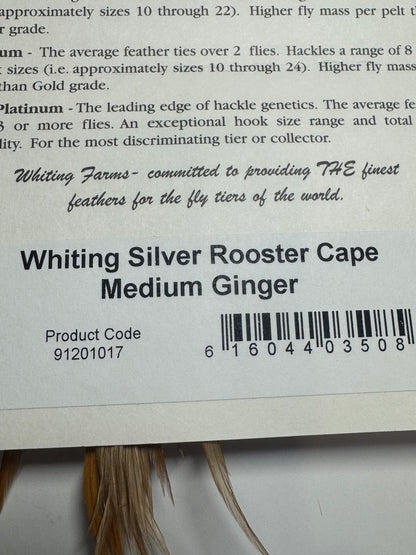 approximately sizes 10 through 22). Higher fly mass per pelt
grade.
- The average feather ties over 2 flies. Hackles a range of 8
sizes (i.e. approximately sizes 10 through 24). Higher fly mass
than Gold grade.
Platinum - The leading edge of hackle genetics. The average
3 or more flies. An exceptional hook size range and total
For the most discriminating tier or collector.
Whiting Farms- committed to providing THE finest
feathers for the fly tiers of the world.
Whiting Silver Rooster Cape
Medium Ginger
Product Code
91201017
6 16044 03508